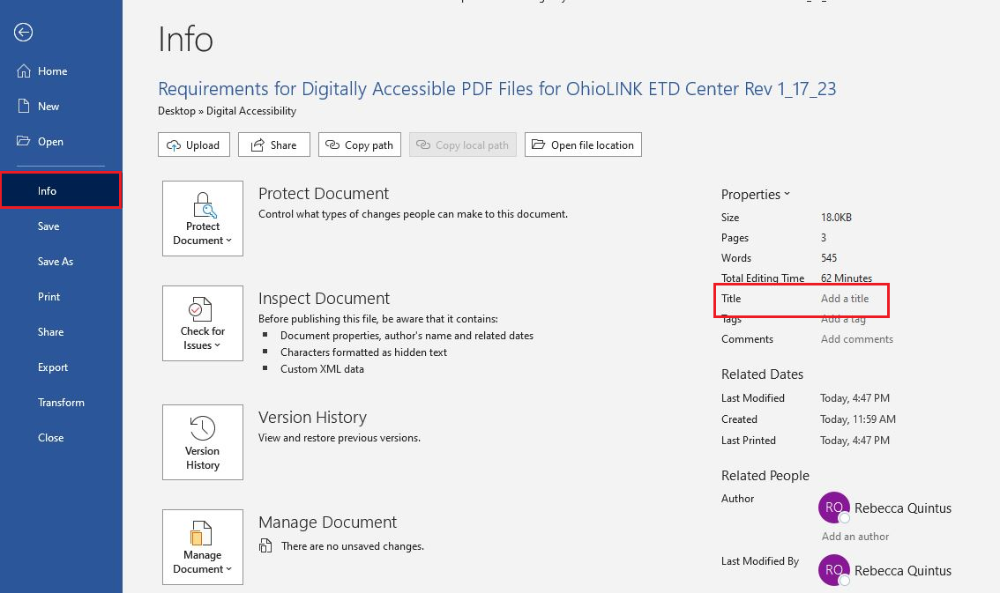 Info
Requirements for Digitally Accessible PDF Files for OhioLINK ETD Center Rev 1_17_23
Desktop » Digital Accessibility
Home
New
Open
Info
Save
Save As
Print
Share
Export
Transform
Close
Upload
Share
Copy path
Copy local path
Open file location
Protect Document
Protect Document
Control what types of changes people can make to this document.
Check for Issues
Inspect Document
Before publishing this file, be aware that it contains:
Document properties, author's name and related dates
Characters formatted as hidden text
Custom XML data
Version History
Version History
View and restore previous versions.
Manage Document
Manage Document
There are no unsaved changes.
Properties
Size 18.0KB
Pages 3
Words 545
Total Editing Time 62 Minutes
Title Add a title
Tags Add a tag
Comments Add comments
Related Dates
Last Modified Today, 4:47 PM
Created Today, 11:59 AM
Last Printed Today, 4:47 PM
Related People
Author
RQ Rebecca Quintus
Add an author
Last Modified By
RQ Rebecca Quintus